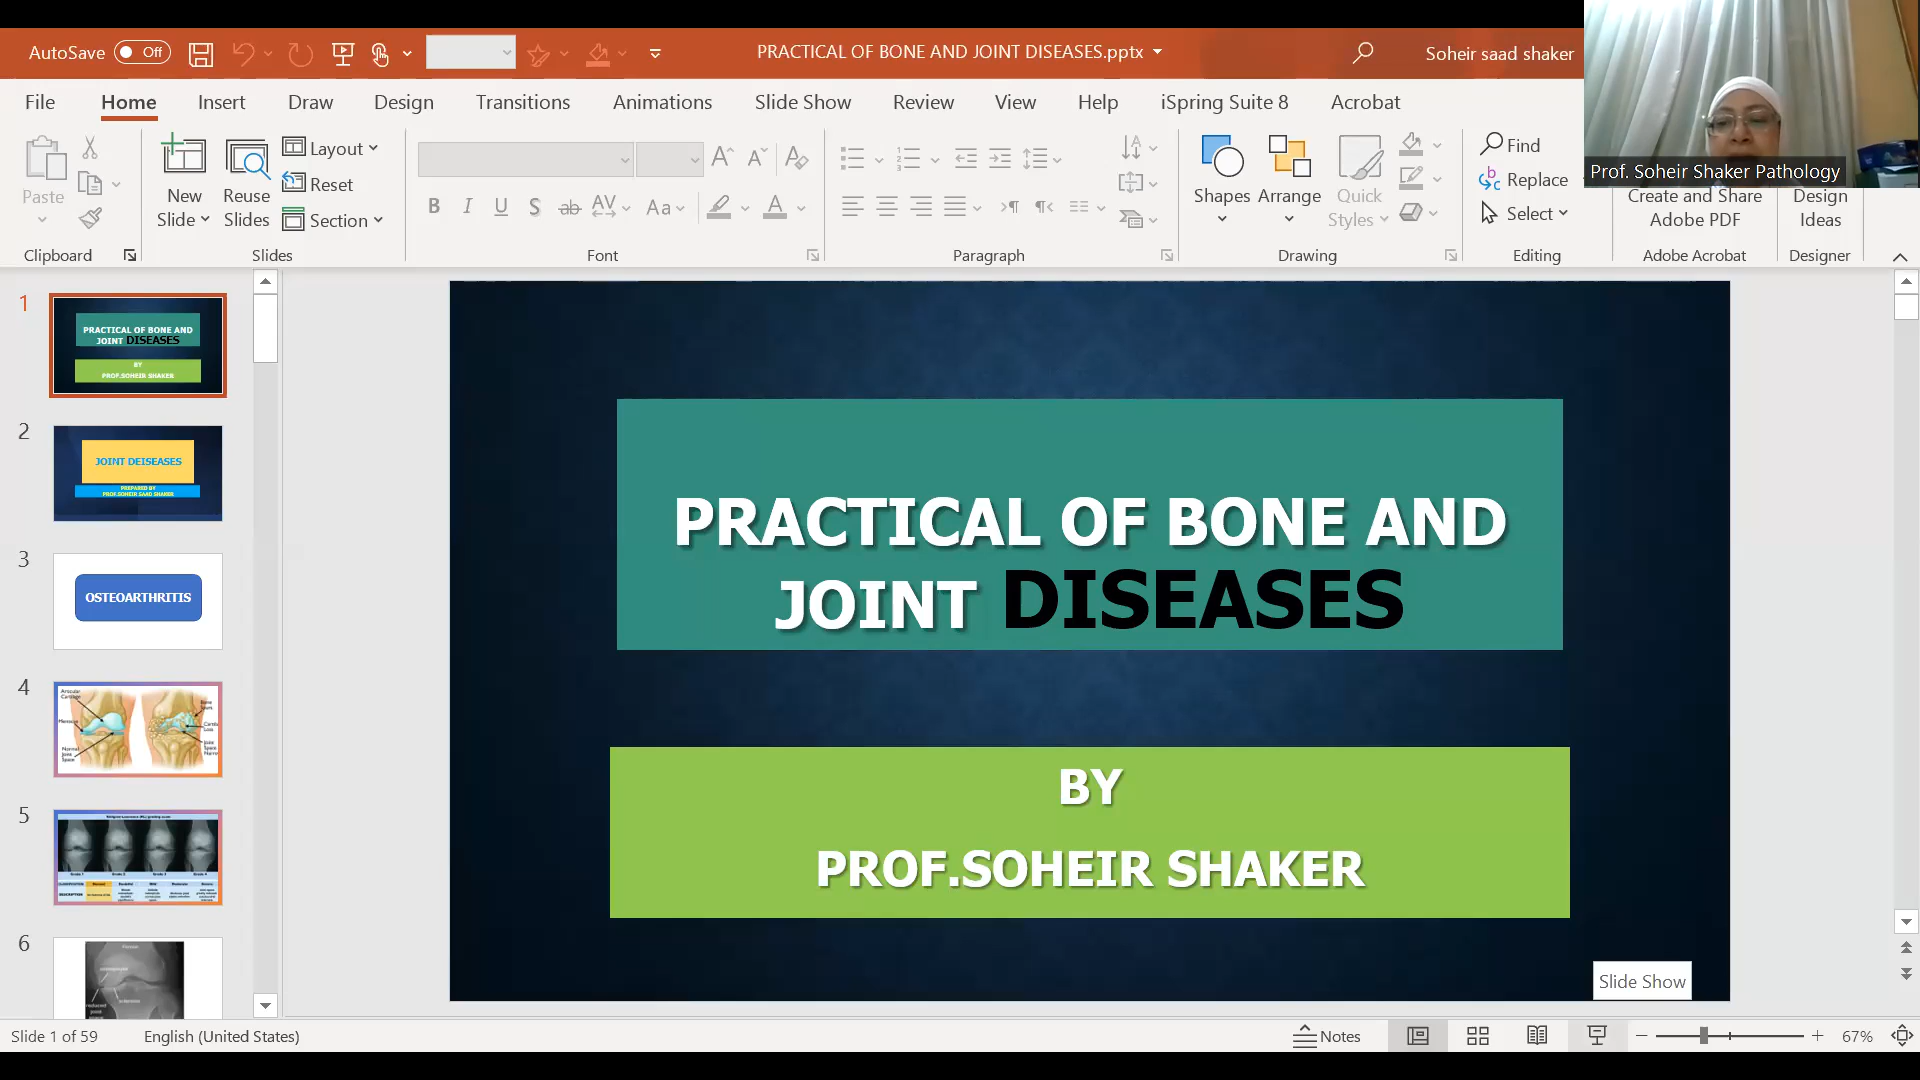 AutoSave Off
PRACTICAL OF BONE AND JOINT DISEASES.pptx
Soheir saad shaker
Prof. Soheir Shaker Pathology
File Home Insert Draw Design Transitions Animations Slide Show Review View Help iSpring Suite 8 Acrobat
Paste
Clipboard
New
Slide
Reuse
Slides
Layout
Reset
Section
Slides
B I U S ab AV Aa A
Font
Paragraph
Shapes
Arrange
Quick
Styles
Drawing
Find
Replace
Select
Editing
Create and Share
Adobe PDF
Adobe Acrobat
Design
Ideas
Designer
1
PRACTICAL OF BONE AND
JOINT DISEASES
BY
PROF.SOHEIR SHAKER
2
JOINT DEISEASES
PREPARED BY
PROF.SOHEIR SAAD SHAKER
3
OSTEOARTHRITIS
4
5
6
PRACTICAL OF BONE AND
JOINT DISEASES
BY
PROF.SOHEIR SHAKER
Slide Show
Slide 1 of 59
English (United States)
Notes
67%